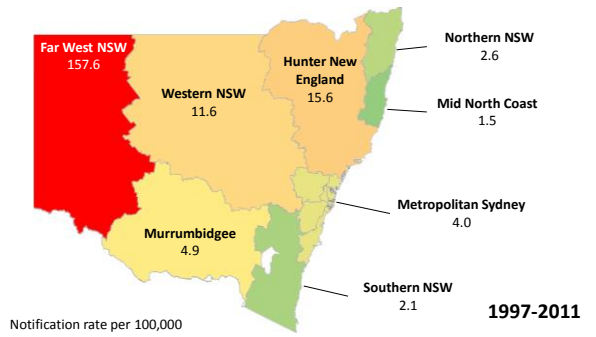 Far West NSW
157.6
Western NSW
11.6
Hunter New
England
15.6
Northern NSW
2.6
Mid North Coast
1.5
Metropolitan Sydney
4.0
Murrumbidgee
4.9
Southern NSW
2.1
1997-2011
Notification rate per 100,000